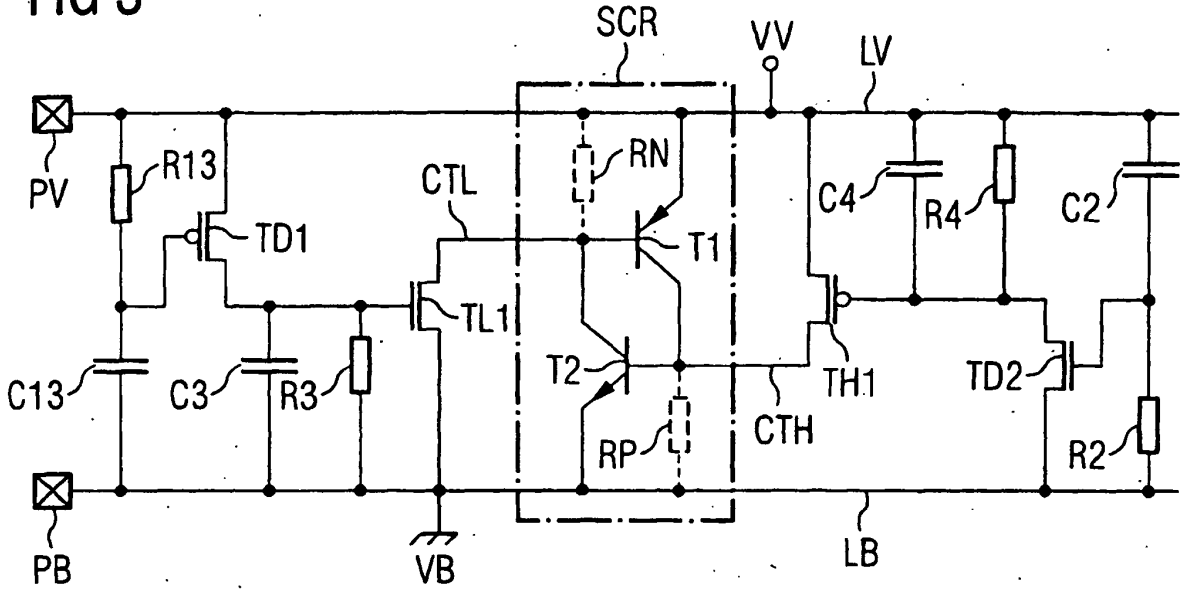 FIG 3
SCR
VV
LV
PV
R13
TD1
CTL
RN
T1
C4
R4
C2
TL1
C13
C3
R3
T2
RP
TH1
CTH
TD2
R2
PB
VB
LB